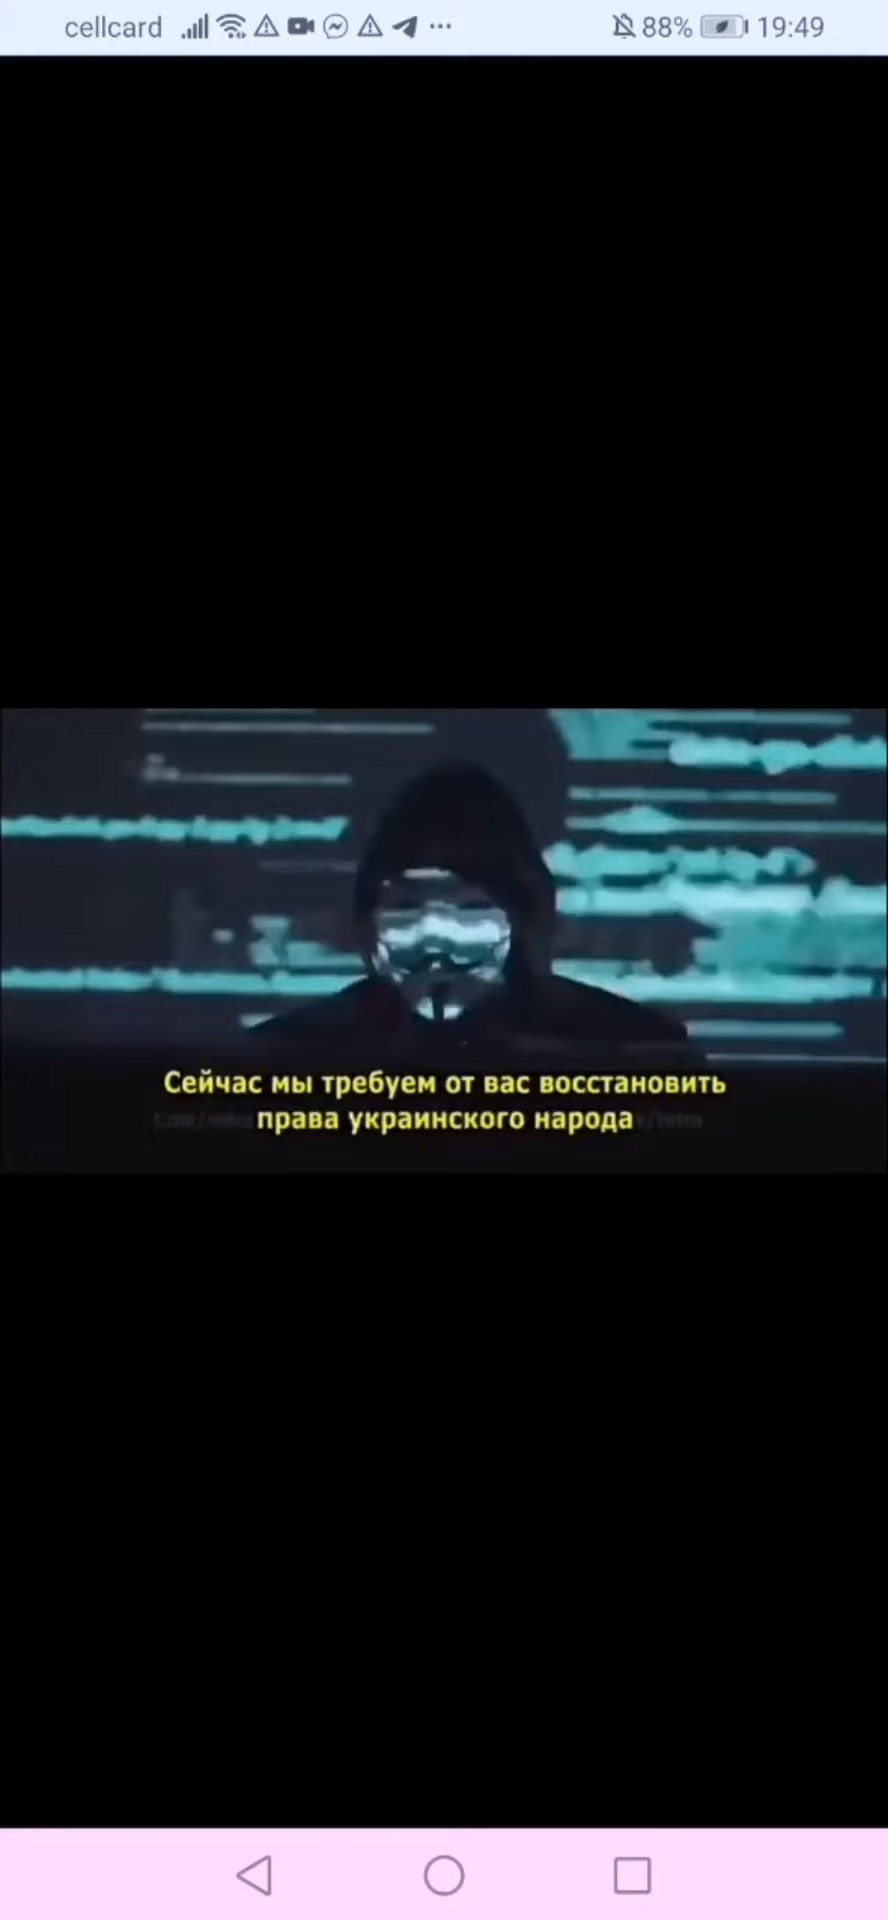 cellcard 88% 19:49
Сейчас мы требуем от вас восстановить
права украинского народа